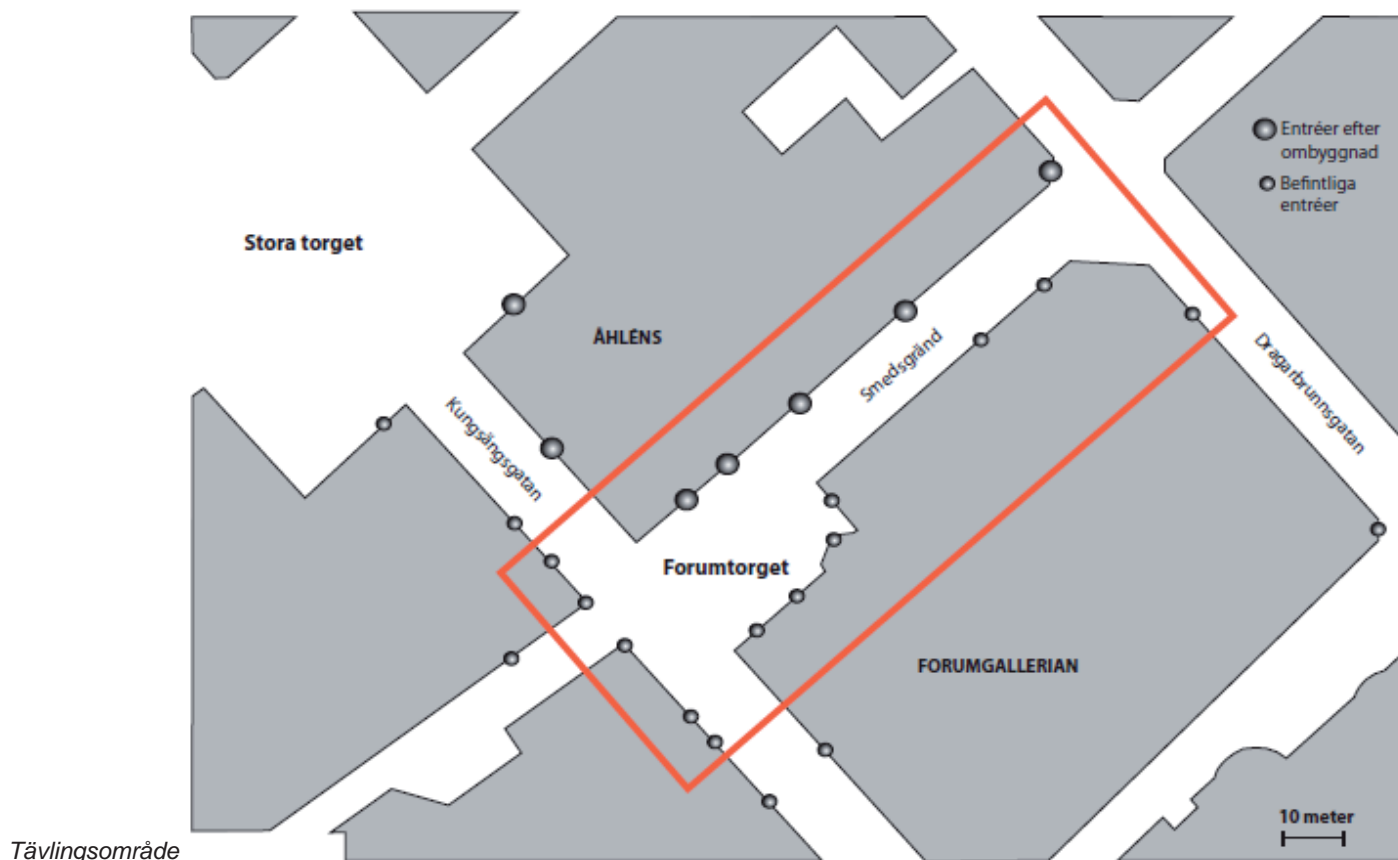 Entréer efter
ombyggnad
Befintliga
entréer
Stora torget
ÅHLÉNS
Smedsgränd
Dragarbrunnsgatan
Kungsängsgatan
Forumtorget
FORUMGALLERIAN
10 meter
Tävlingsområde